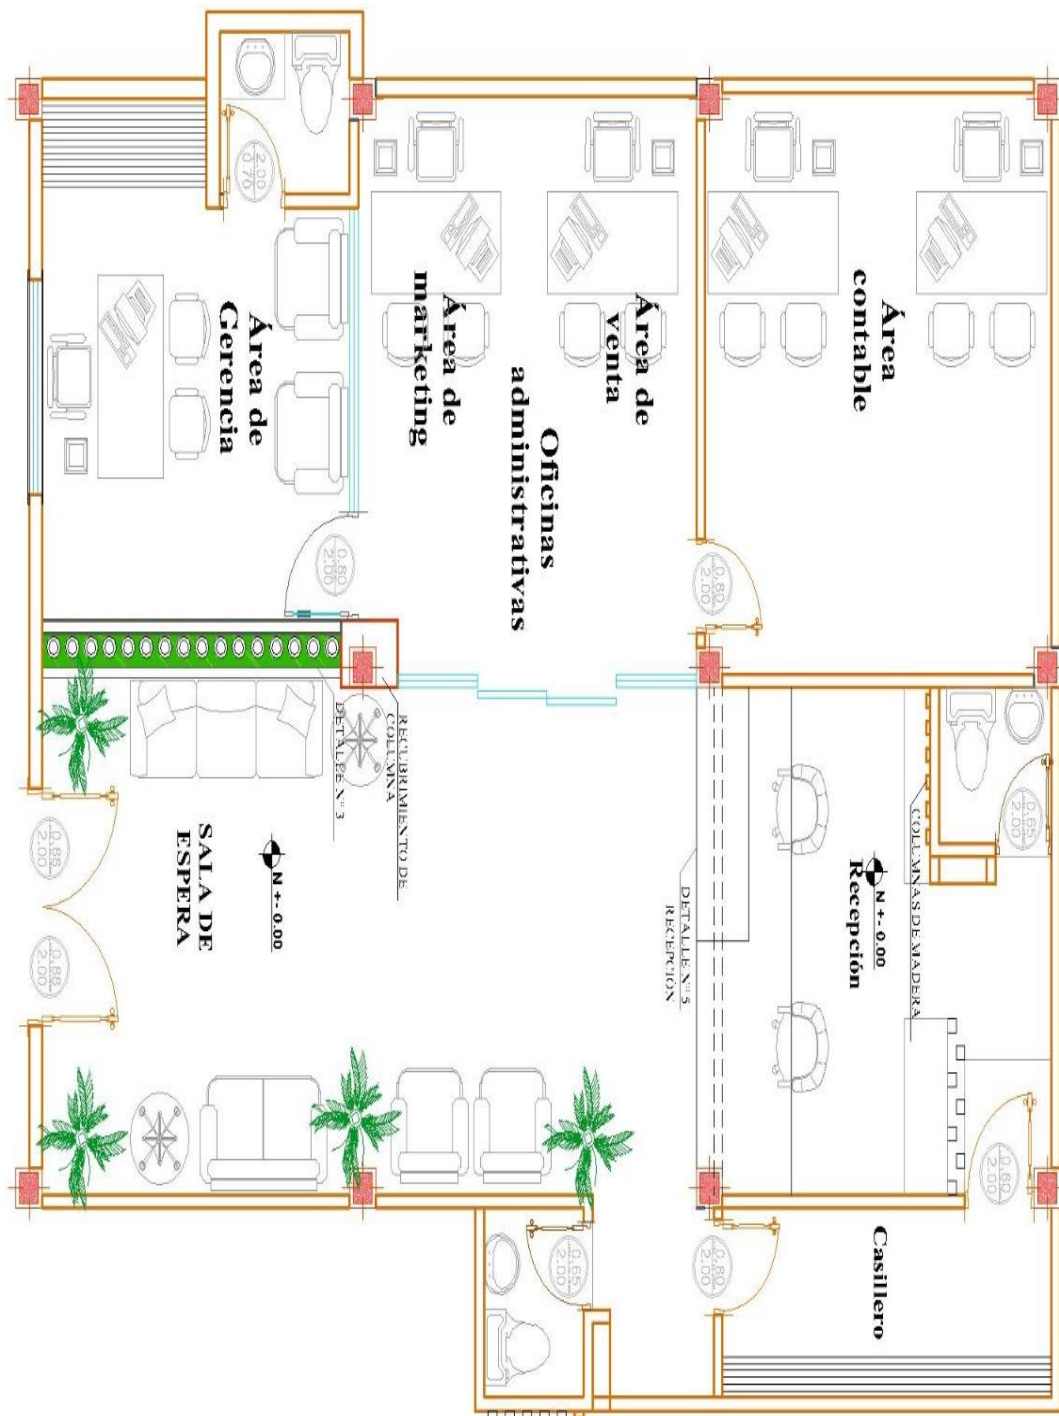 Área
contable
N +- 0.00
Recepción
COLUMNAS DE MADERA
0.65
2.00
0.80
2.00
Casillero
0.80
2.00
0.80
2.00
DETALLE N° 5
RECEPCIÓN
Área de
venta
Oficinas
administrativas
Área de
marketing
0.65
2.00
RECUBRIMIENTO DE
COLUMNA
DETALLE N° 3
0.80
2.00
2.00
0.70
Área de
Gerencia
N +- 0.00
SALA DE
ESPERA
0.88
2.00
0.88
2.00